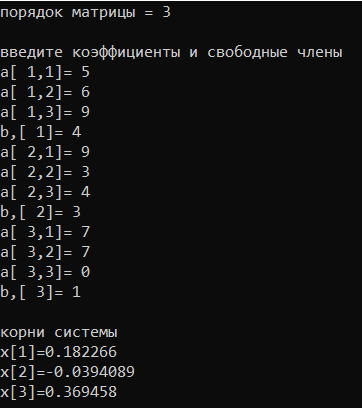 порядок матрицы = 3
введите коэффициенты и свободные члены
a[ 1,1]= 5
a[ 1,2]= 6
a[ 1,3]= 9
b,[ 1]= 4
a[ 2,1]= 9
a[ 2,2]= 3
a[ 2,3]= 4
b,[ 2]= 3
a[ 3,1]= 7
a[ 3,2]= 7
a[ 3,3]= 0
b,[ 3]= 1
корни системы
x[1]=0.182266
x[2]=-0.0394089
x[3]=0.369458